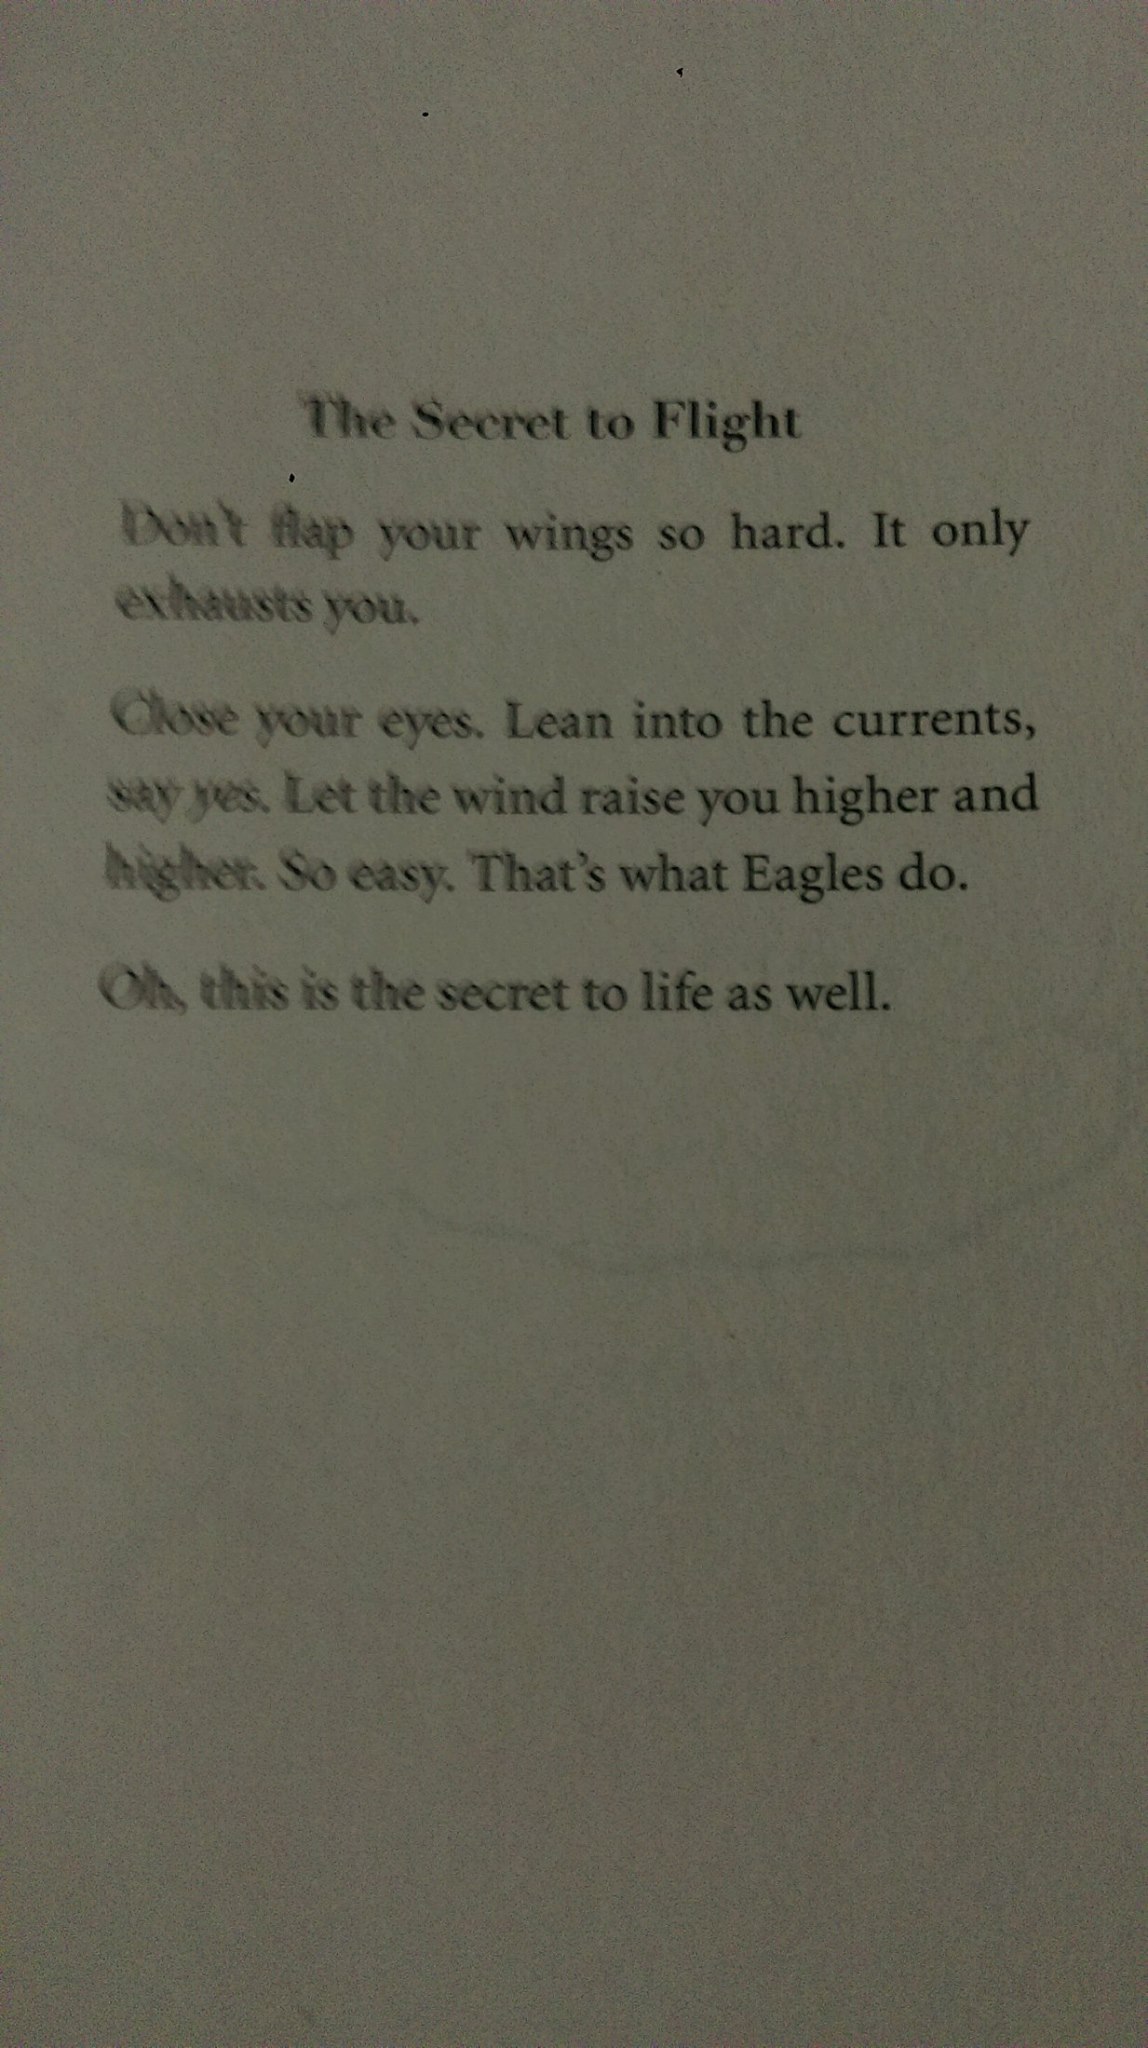 The Secret to Flight
Don't flap your wings so hard. It only
exhausts you.
Close your eyes. Lean into the currents,
say yes. Let the wind raise you higher and
higher. So easy. That's what Eagles do.
Oh, this is the secret to life as well.